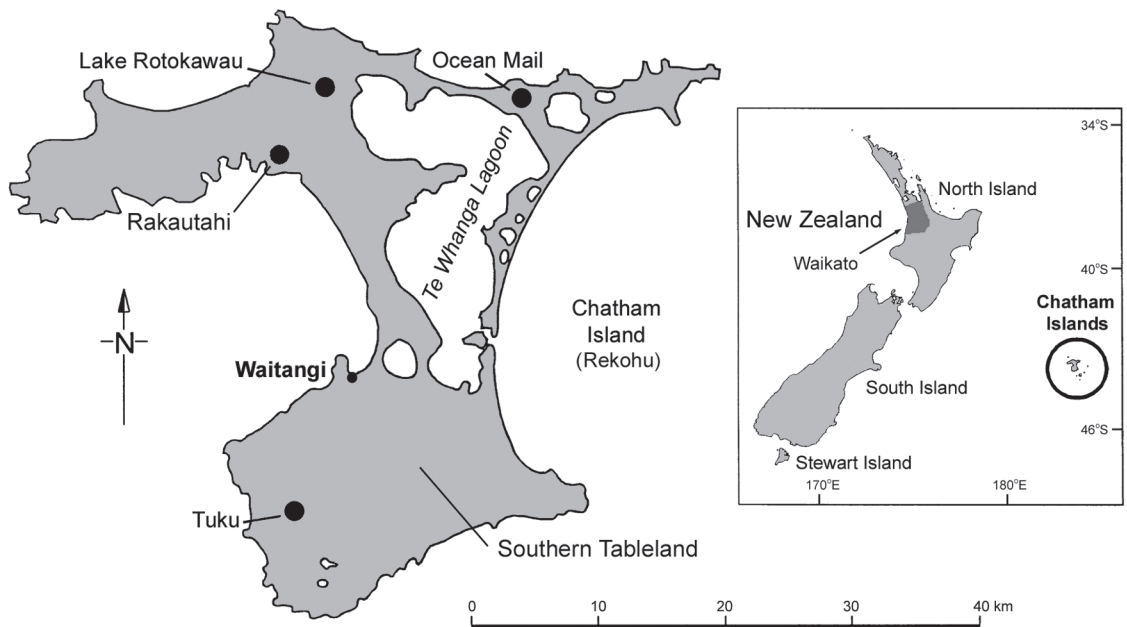 Lake Rotokawau
Ocean Mail
Rakautahi
Te Whanga Lagoon
Chatham
Island
(Rekohu)
N
Waitangi
Tuku
Southern Tableland
0 10 20 30 40 km
34°S
North Island
New Zealand
Waikato
40°S
Chatham
Islands
South Island
46°S
Stewart Island
170°E 180°E